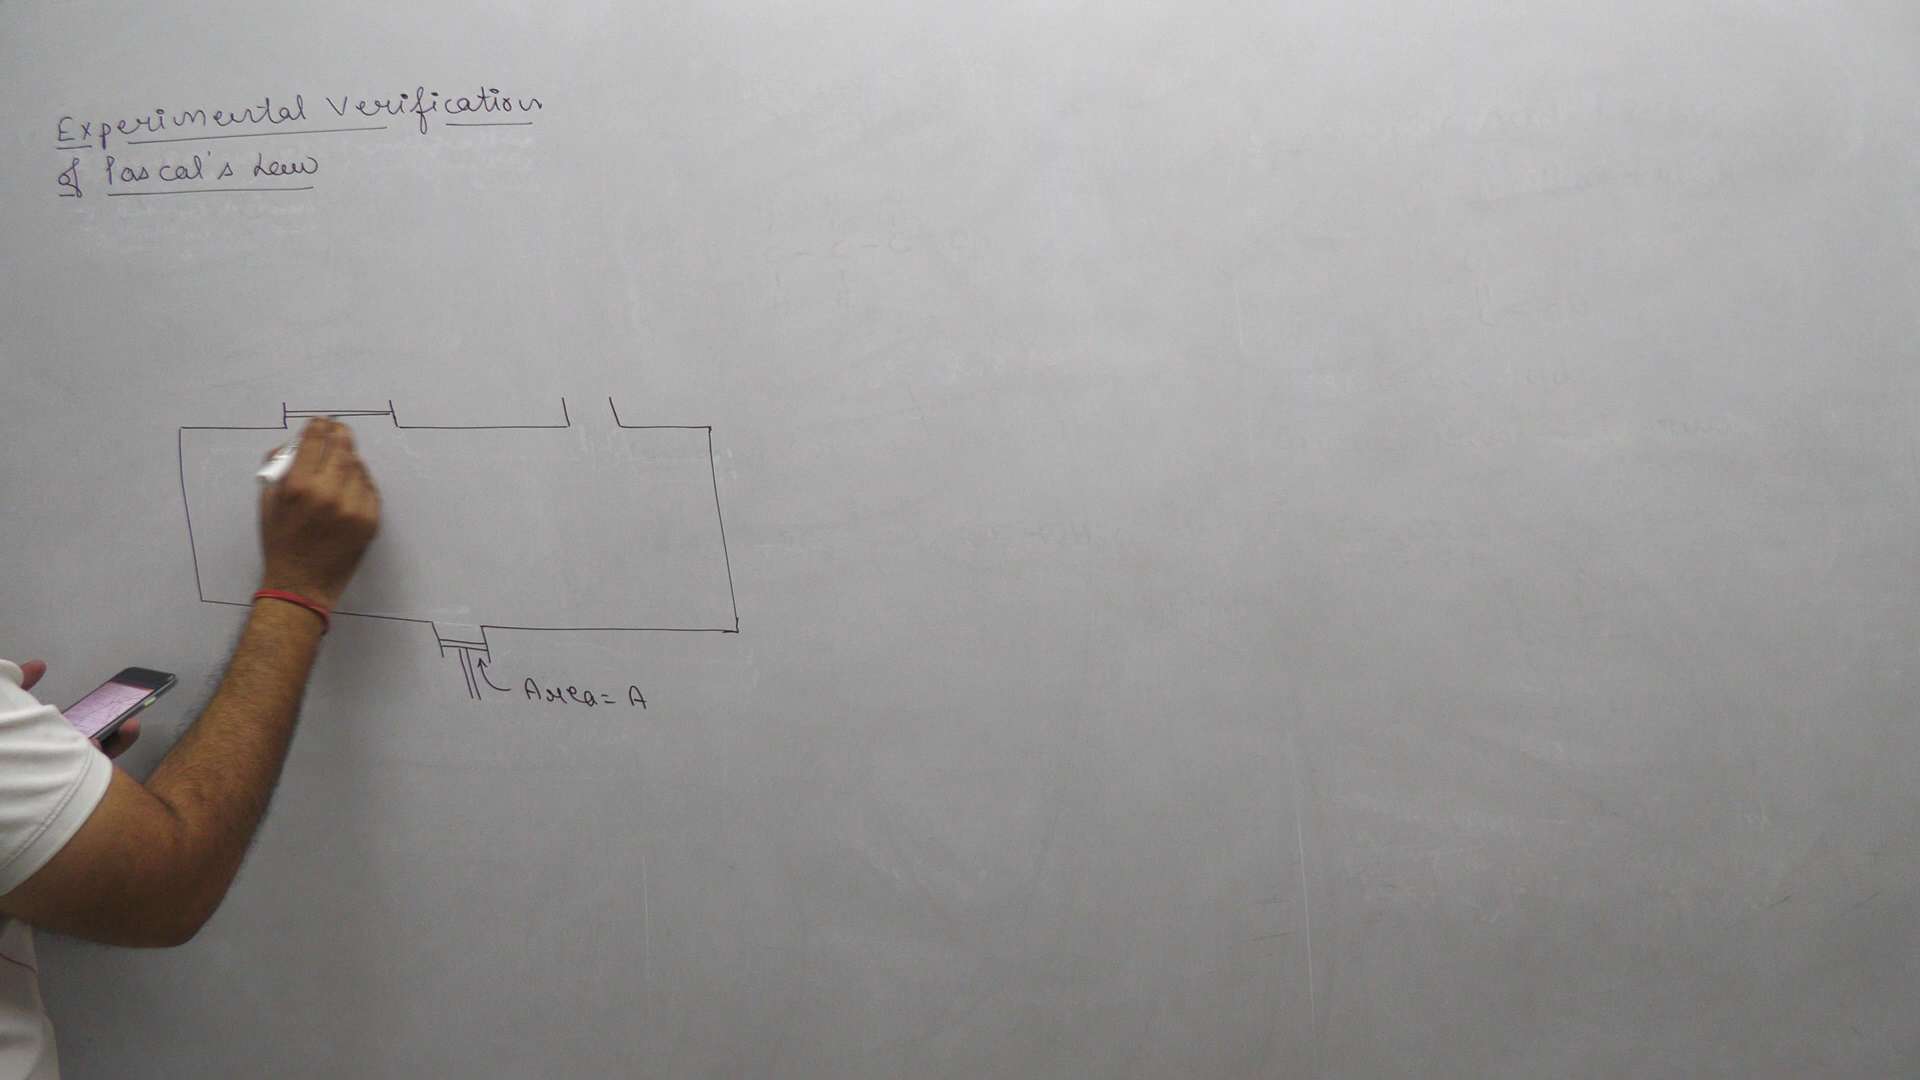 Experimental Verification
of Pascal's Law
Area = A